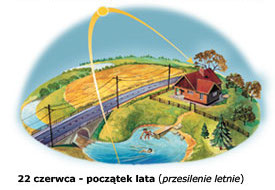 22 czerwca - początek lata (przesilenie letnie)